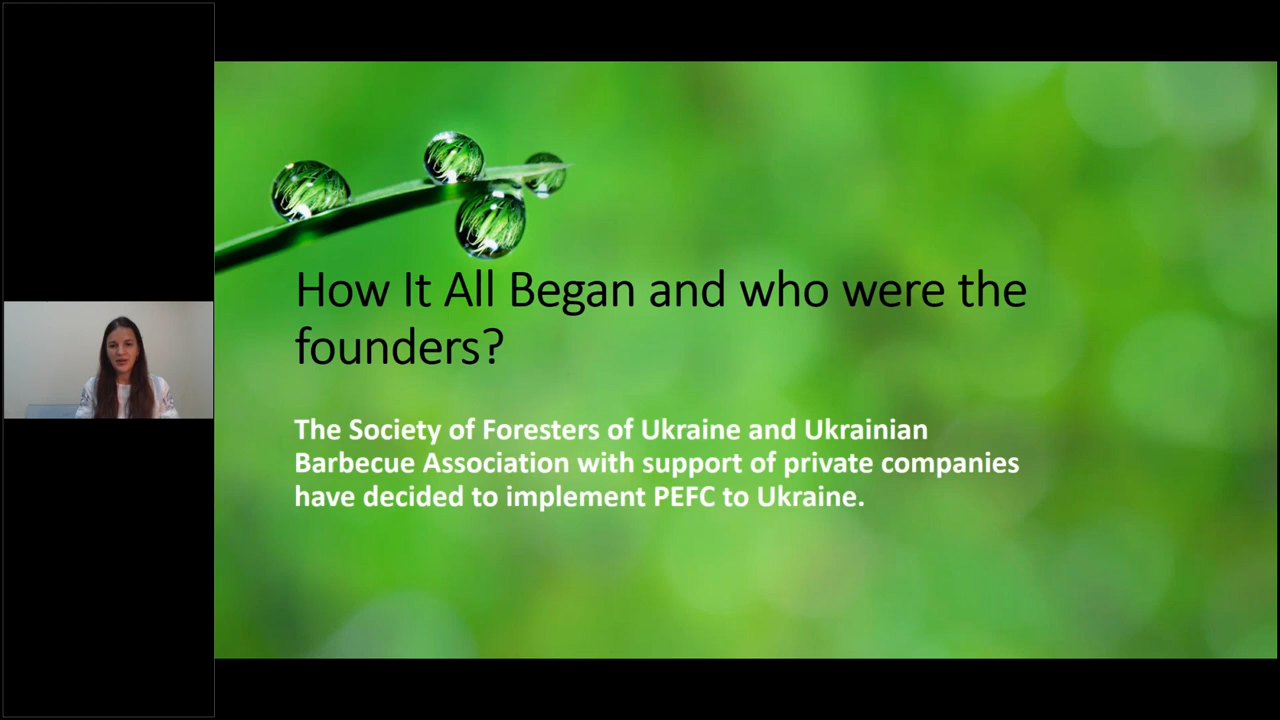 How It All Began and who were the
founders?
The Society of Foresters of Ukraine and Ukrainian
Barbecue Association with support of private companies
have decided to implement PEFC to Ukraine.